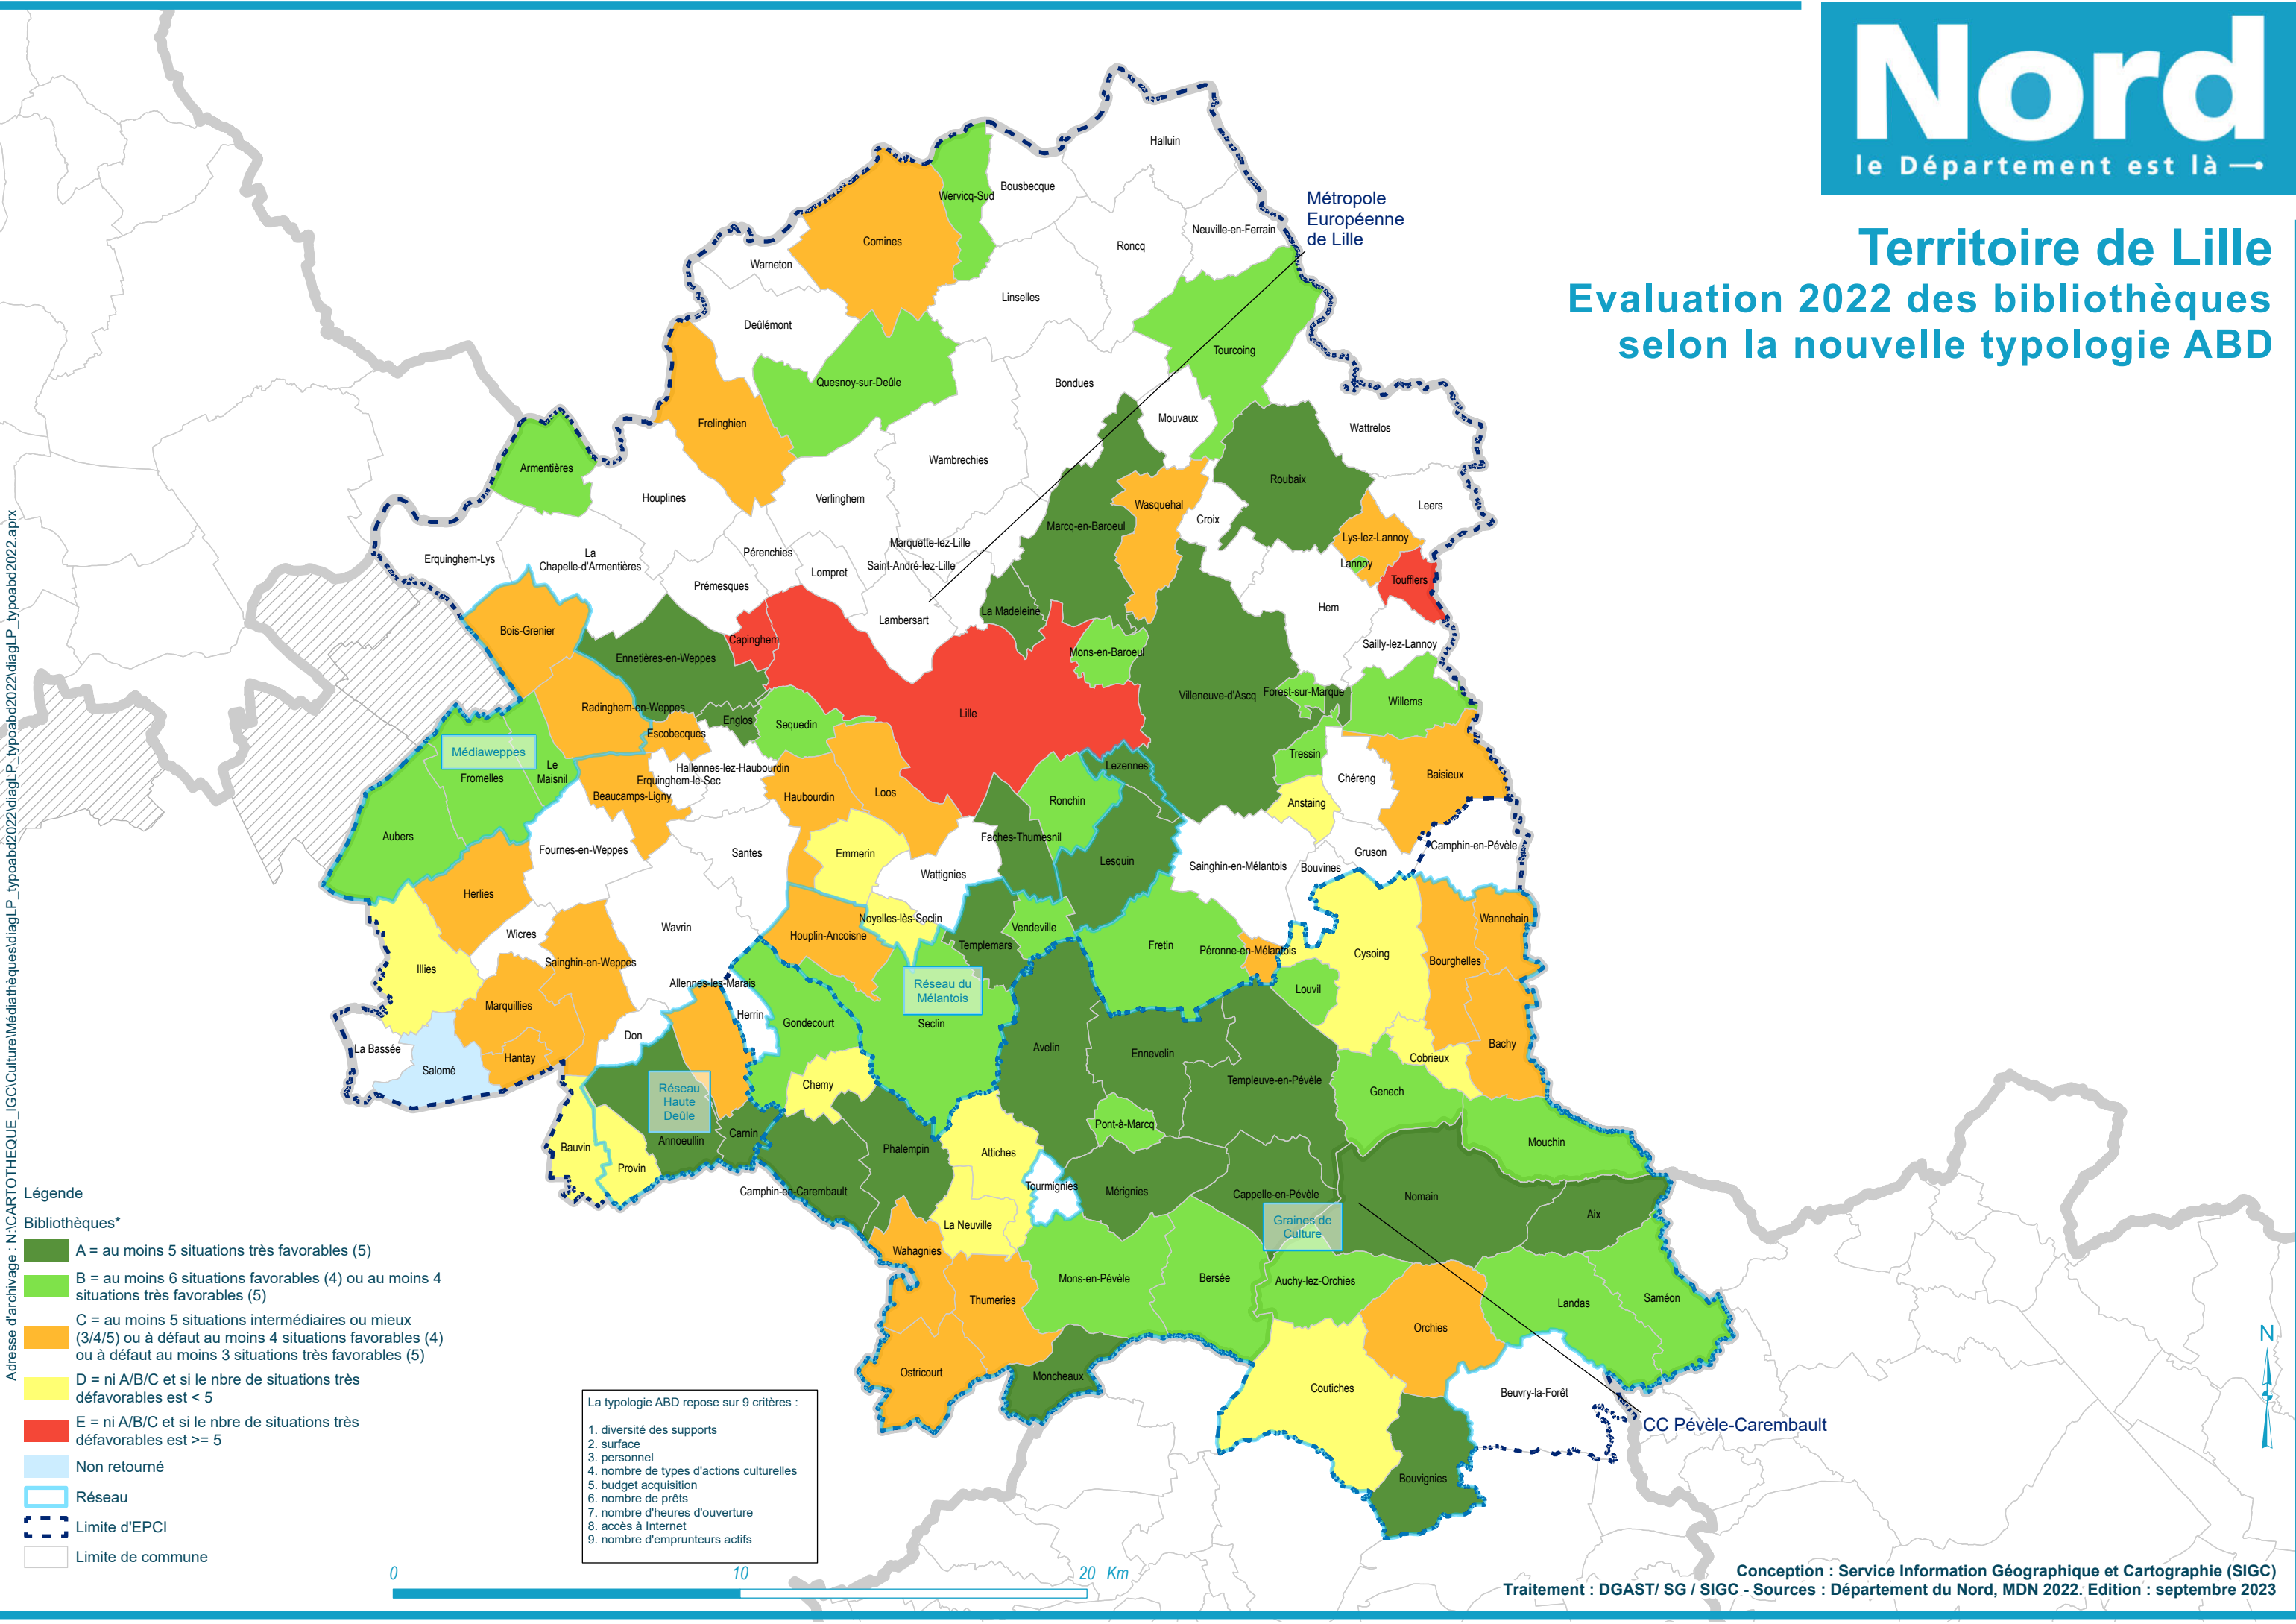 Nord
le Département est là
Territoire de Lille
Evaluation 2022 des bibliothèques
selon la nouvelle typologie ABD
Métropole
Européenne
de Lille
Halluin
Bousbecque
Wervicq-Sud
Neuville-en-Ferrain
Roncq
Comines
Warneton
Linselles
Deûlémont
Tourcoing
Quesnoy-sur-Deûle
Bondues
Mouvaux
Frelinghien
Wattrelos
Wambrechies
Armentières
Roubaix
Houplines
Verlinghem
Wasquehal
Leers
Croix
Marcq-en-Baroeul
Lys-lez-Lannoy
Marquette-lez-Lille
Pérenchies
La
Chapelle-d'Armentières
Erquinghem-Lys
Saint-André-lez-Lille
Lannoy
Lompret
Toufflers
Prémesques
Hem
La Madeleine
Lambersart
Bois-Grenier
Capinghem
Sailly-lez-Lannoy
Mons-en-Baroeul
Ennetières-en-Weppes
Villeneuve-d'Ascq
Forest-sur-Marque
Willems
Radinghem-en-Weppes
Lille
Englos
Sequedin
Escobecques
Médiaweppes
Tressin
Le
Maisnil
Fromelles
Lezennes
Hallennes-lez-Haubourdin
Erquinghem-le-Sec
Chéreng
Baisieux
Loos
Beaucamps-Ligny
Haubourdin
Ronchin
Anstaing
Aubers
Faches-Thumesnil
Camphin-en-Pévèle
Fournes-en-Weppes
Santes
Emmerin
Gruson
Lesquin
Sainghin-en-Mélantois
Bouvines
Wattignies
Herlies
Noyelles-lès-Seclin
Wannehain
Wavrin
Vendeville
Wicres
Houplin-Ancoisne
Templemars
Fretin
Péronne-en-Mélantois
Cysoing
Sainghin-en-Weppes
Bourghelles
Illies
Allennes-les-Marais
Réseau du
Mélantois
Louvil
Marquillies
Herrin
Gondecourt
Seclin
Don
La Bassée
Avelin
Bachy
Ennevelin
Hantay
Cobrieux
Salomé
Chemy
Templeuve-en-Pévèle
Réseau
Haute
Deûle
Genech
Pont-à-Marcq
Carnin
Annoeullin
Mouchin
Bauvin
Phalempin
Attiches
Provin
Tourmignies
Camphin-en-Carembault
Mérignies
Cappelle-en-Pévèle
Nomain
Aix
La Neuville
Graines de
Culture
Wahagnies
Mons-en-Pévèle
Bersée
Auchy-lez-Orchies
Thumeries
Landas
Saméon
Orchies
Ostricourt
Moncheaux
Coutiches
Beuvry-la-Forêt
CC Pévèle-Carembault
Bouvignies
Adresse d'archivage : N:\CARTOTHEQUE_IGC\Culture\Médiathèques\diagLP_typoabd2022\diagLP_typoabd2022\diagLP_typoabd2022.aprx
Légende
Bibliothèques*
A = au moins 5 situations très favorables (5)
B = au moins 6 situations favorables (4) ou au moins 4
situations très favorables (5)
C = au moins 5 situations intermédiaires ou mieux
(3/4/5) ou à défaut au moins 4 situations favorables (4)
ou à défaut au moins 3 situations très favorables (5)
D = ni A/B/C et si le nbre de situations très
défavorables est < 5
E = ni A/B/C et si le nbre de situations très
défavorables est >= 5
Non retourné
Réseau
Limite d'EPCI
Limite de commune
La typologie ABD repose sur 9 critères :
1. diversité des supports
2. surface
3. personnel
4. nombre de types d'actions culturelles
5. budget acquisition
6. nombre de prêts
7. nombre d'heures d'ouverture
8. accès à Internet
9. nombre d'emprunteurs actifs
0 10 20 Km
N
Conception : Service Information Géographique et Cartographie (SIGC)
Traitement : DGAST/ SG / SIGC - Sources : Département du Nord, MDN 2022. Edition : septembre 2023